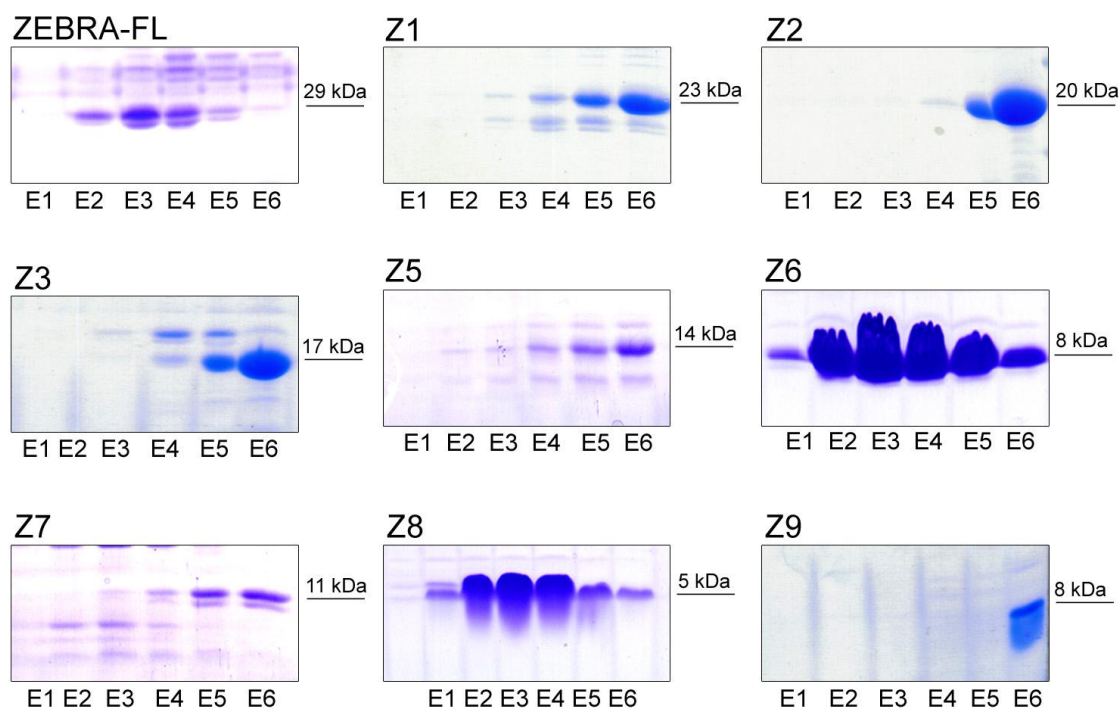 ZEBRA-FL
29 kDa
E1 E2 E3 E4 E5 E6
Z1
23 kDa
E1 E2 E3 E4 E5 E6
Z2
20 kDa
E1 E2 E3 E4 E5 E6
Z3
17 kDa
E1 E2 E3 E4 E5 E6
Z5
14 kDa
E1 E2 E3 E4 E5 E6
Z6
8 kDa
E1 E2 E3 E4 E5 E6
Z7
11 kDa
E1 E2 E3 E4 E5 E6
Z8
5 kDa
E1 E2 E3 E4 E5 E6
Z9
8 kDa
E1 E2 E3 E4 E5 E6